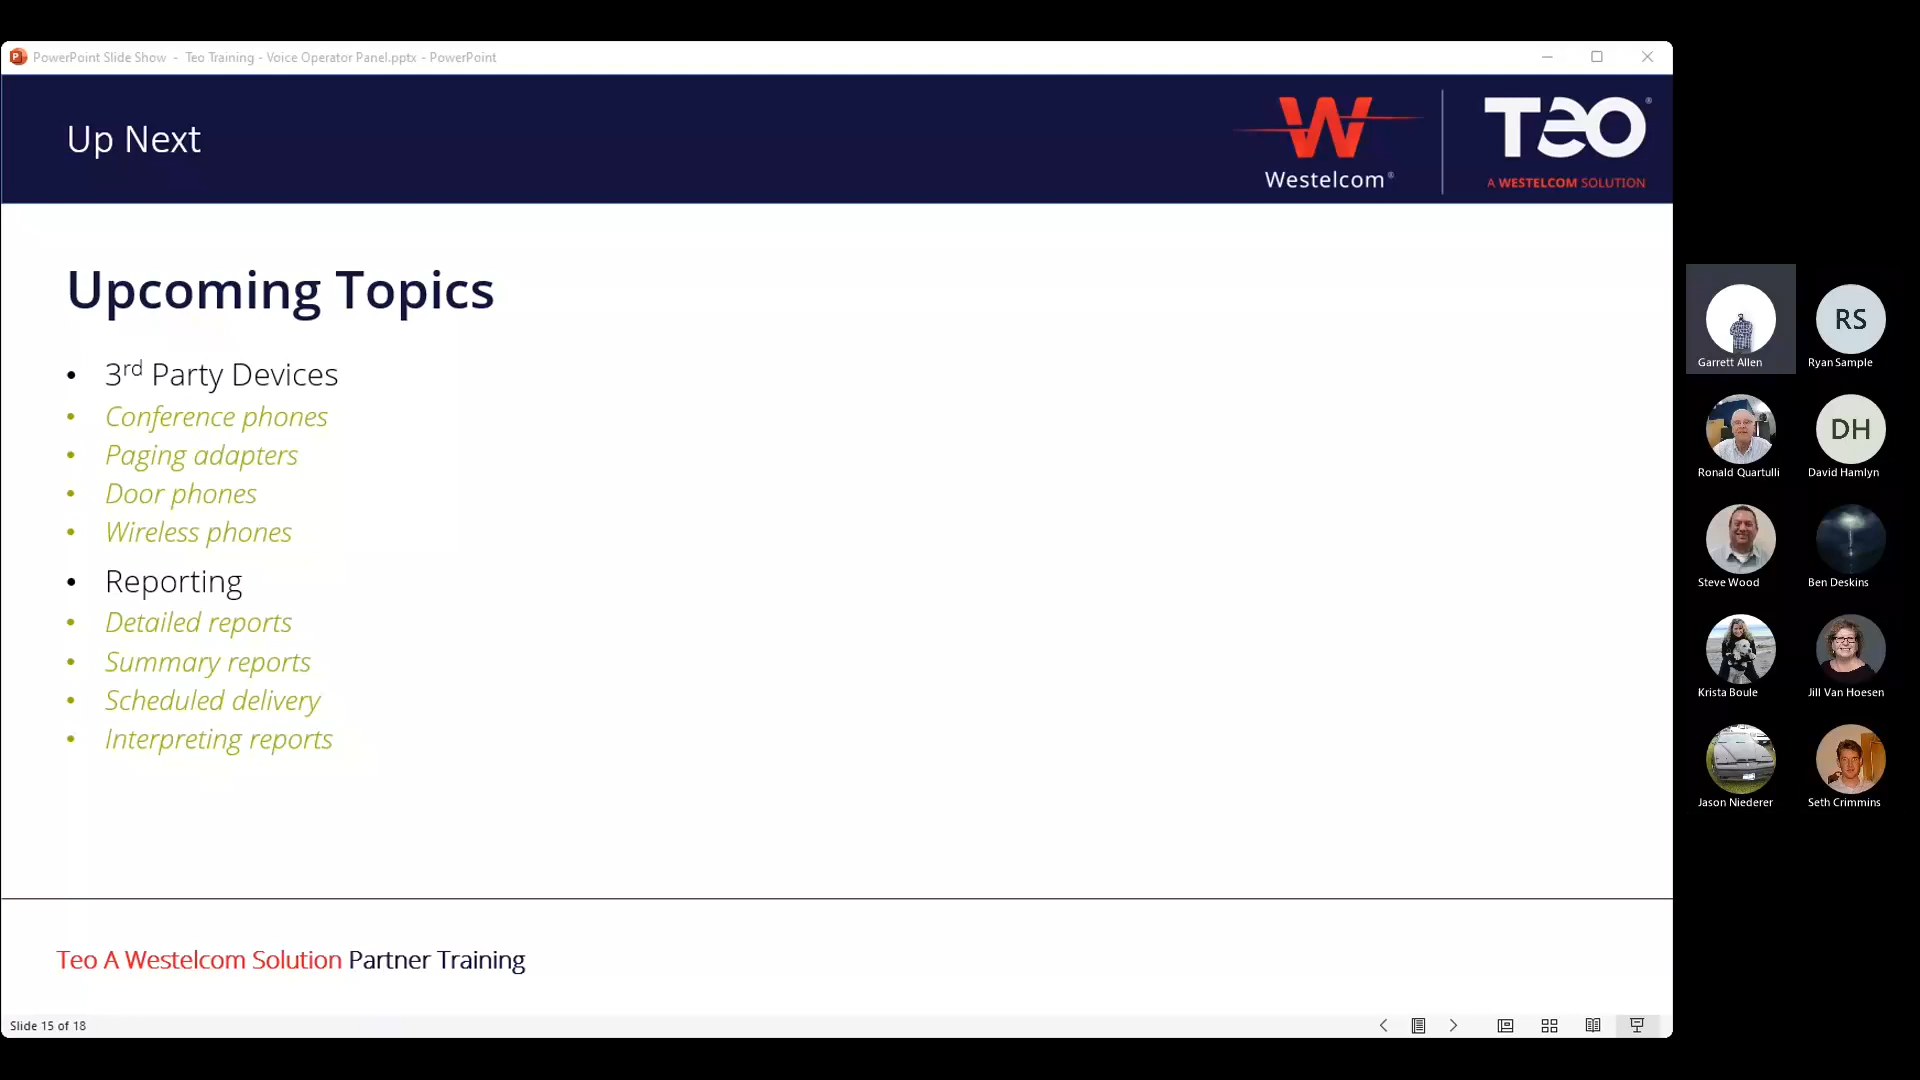 PowerPoint Slide Show - Teo Training - Voice Operator Panel.pptx - PowerPoint
Up Next
W
Westelcom®
Teo®
A WESTELCOM SOLUTION
Upcoming Topics
• 3rd Party Devices
• Conference phones
• Paging adapters
• Door phones
• Wireless phones
• Reporting
• Detailed reports
• Summary reports
• Scheduled delivery
• Interpreting reports
Teo A Westelcom Solution Partner Training
Slide 15 of 18
Garrett Allen
RS
Ryan Sample
Ronald Quartulli
DH
David Hamlyn
Steve Wood
Ben Deskins
Krista Boule
Jill Van Hoesen
Jason Niederer
Seth Crimmins